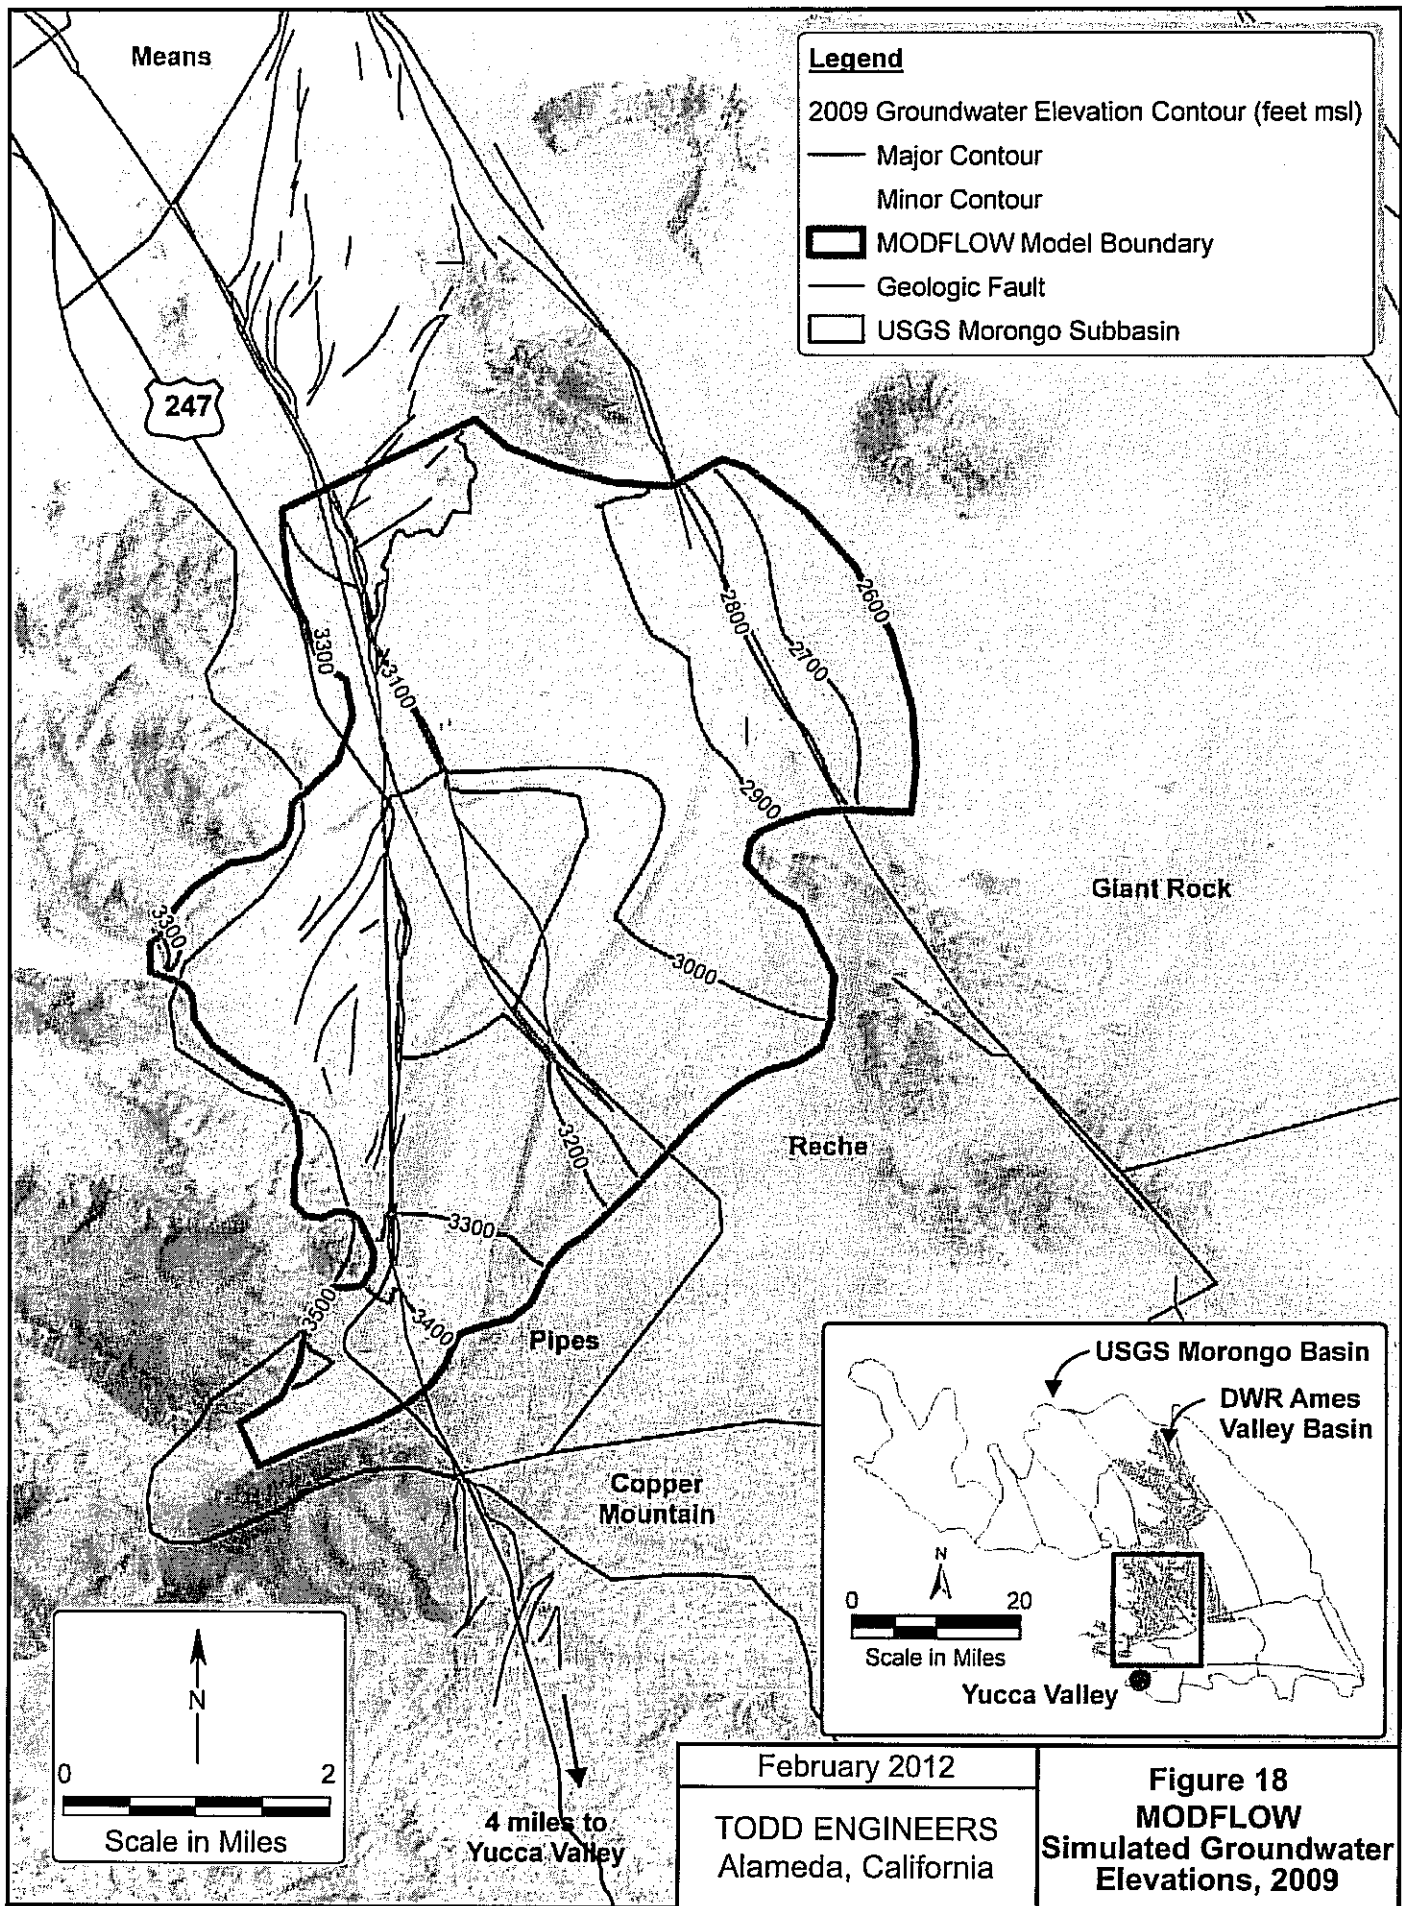 Means
Legend
2009 Groundwater Elevation Contour (feet msl)
Major Contour
Minor Contour
MODFLOW Model Boundary
Geologic Fault
USGS Morongo Subbasin
247
2600
2800
3300
2700
3100
2900
Giant Rock
3300
3000
Reche
3200
3300
3500
3400
Pipes
USGS Morongo Basin
DWR Ames
Valley Basin
Copper
Mountain
N
0 20
Scale in Miles
Yucca Valley
N
0 2
Scale in Miles
4 miles to
Yucca Valley
February 2012
TODD ENGINEERS
Alameda, California
Figure 18
MODFLOW
Simulated Groundwater
Elevations, 2009